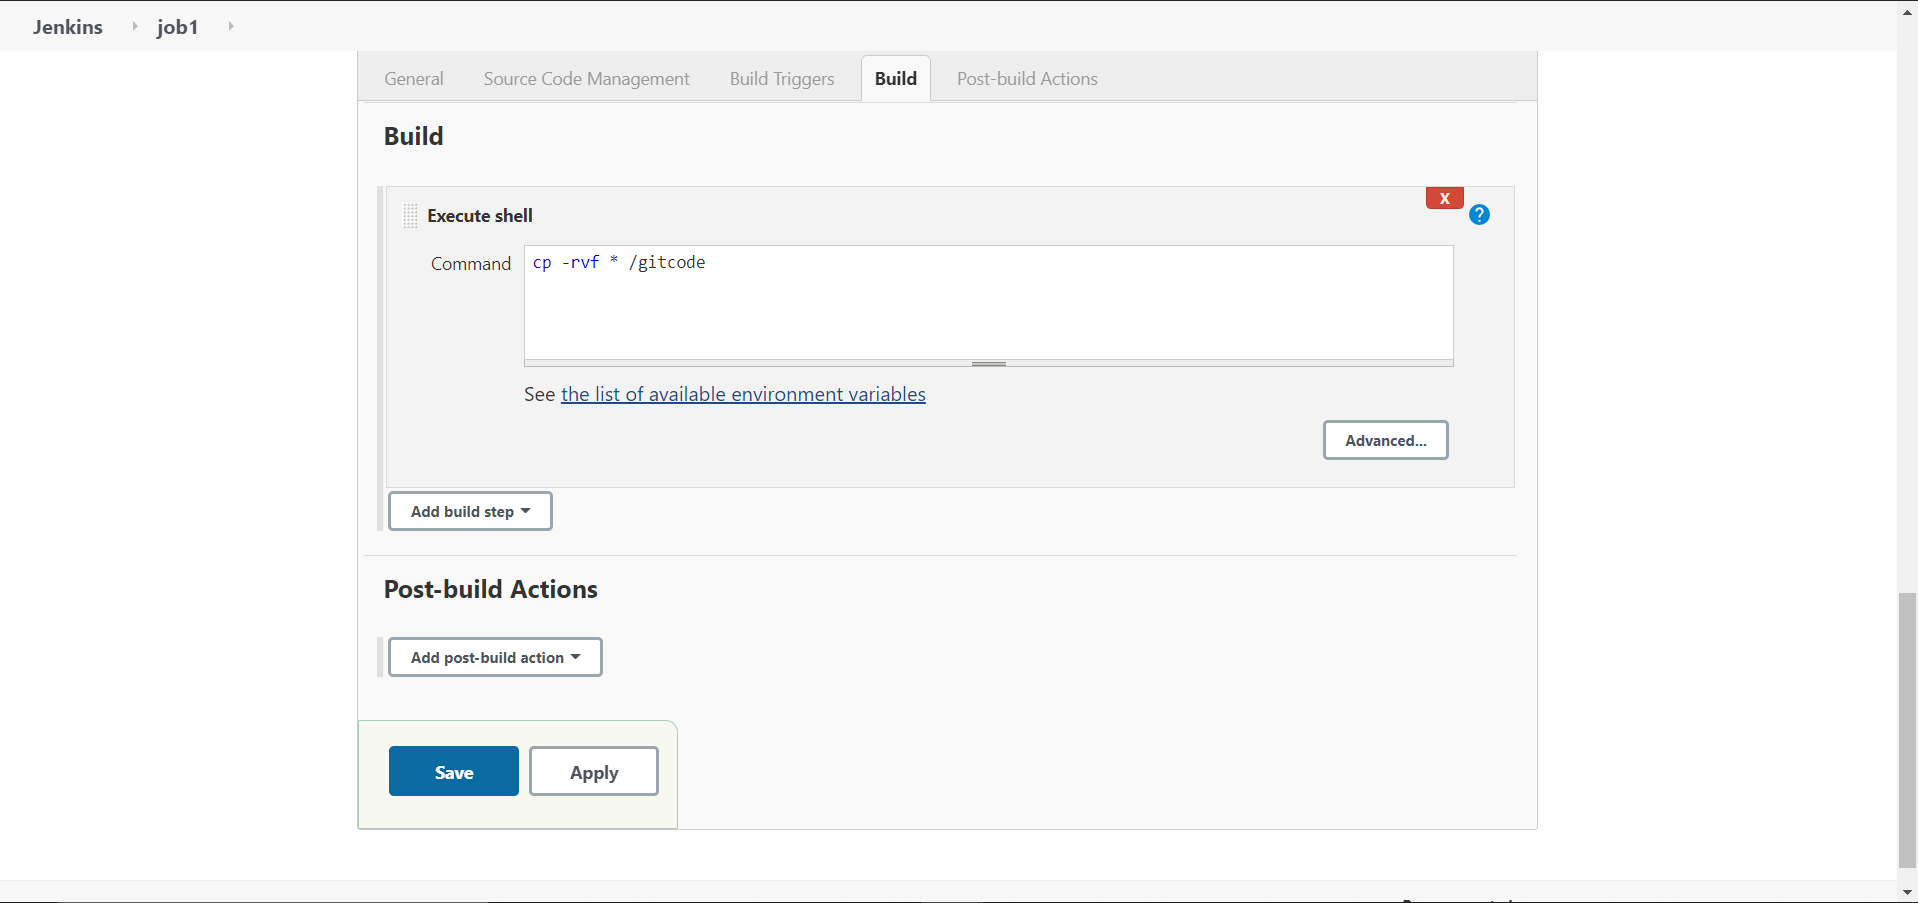 Jenkins job1
General Source Code Management Build Triggers Build Post-build Actions
Build
X
Execute shell ?
Command cp -rvf * /gitcode
See the list of available environment variables
Advanced...
Add build step
Post-build Actions
Add post-build action
Save Apply